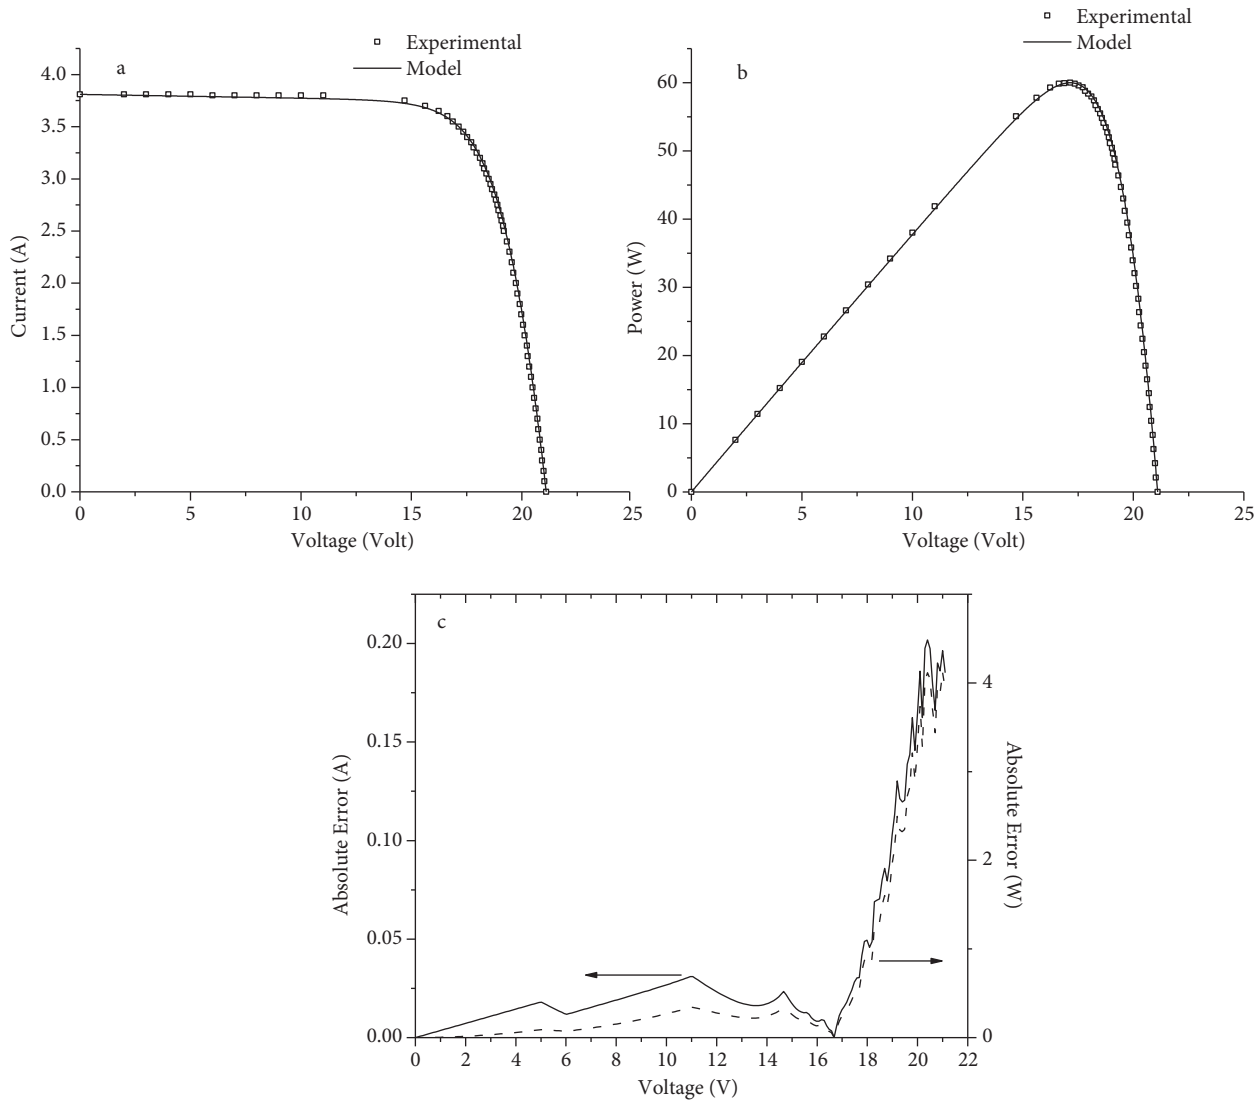 Experimental
Model
a
4.0
3.5
3.0
2.5
2.0
1.5
1.0
0.5
0.0
Current (A)
0 5 10 15 20 25
Voltage (Volt)
Experimental
Model
b
60
50
40
30
20
10
0
Power (W)
0 5 10 15 20 25
Voltage (Volt)
c
0.20
0.15
0.10
0.05
0.00
Absolute Error (A)
4
2
0
Absolute Error (W)
0 2 4 6 8 10 12 14 16 18 20 22
Voltage (V)